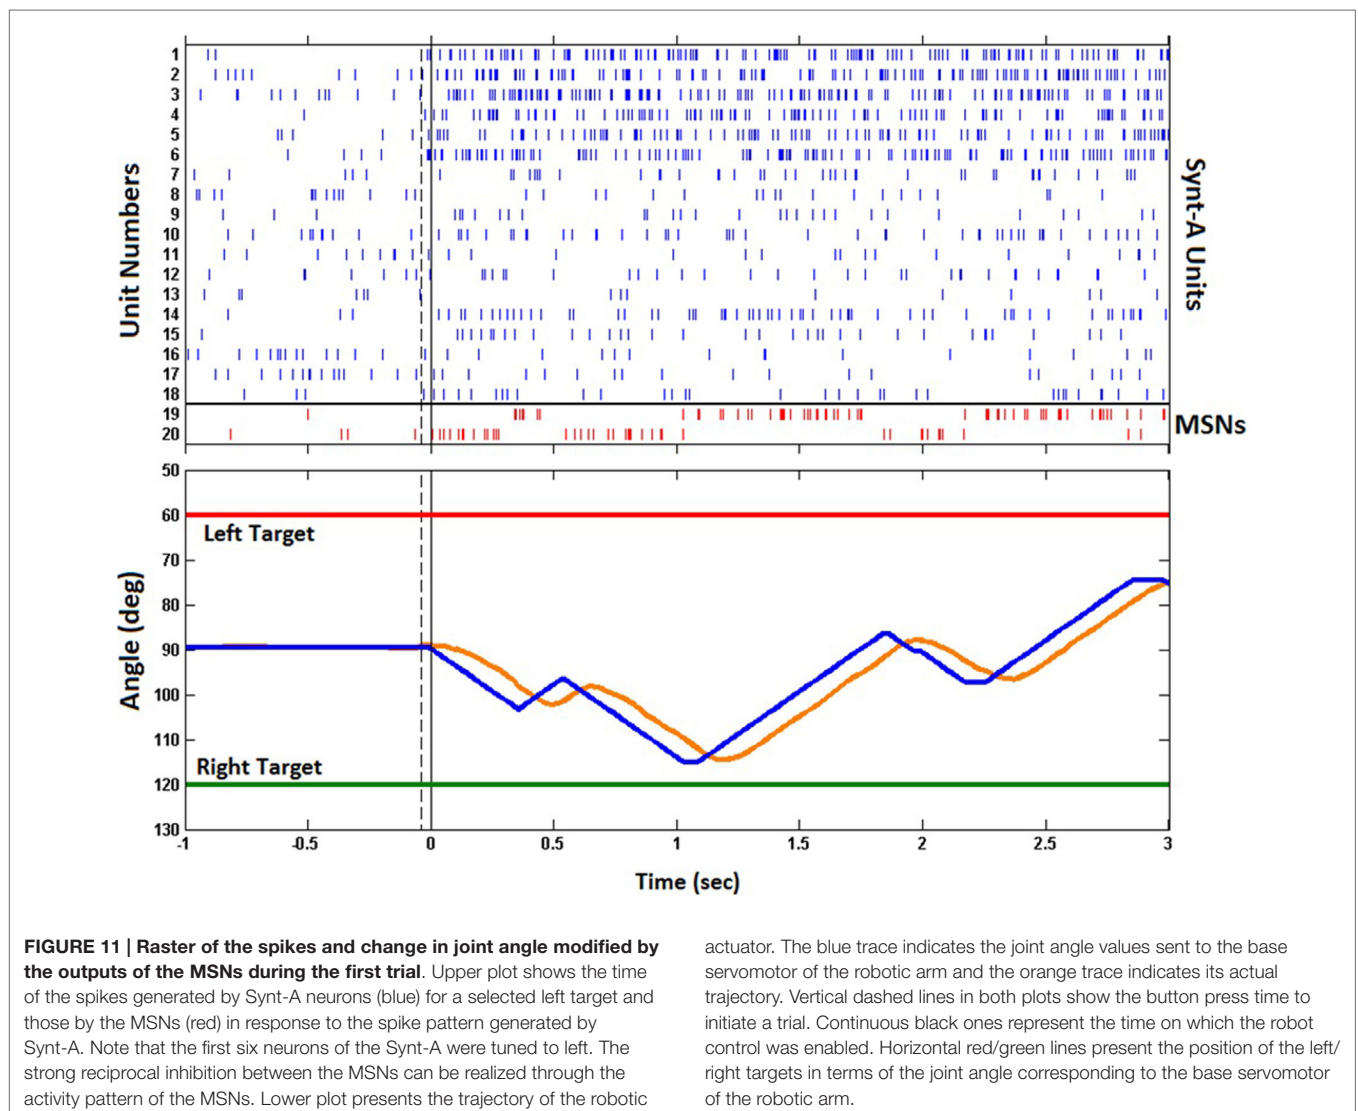 1
2
3
4
5
6
7
8
9
10
11
12
13
14
15
16
17
18
19
20
Unit Numbers
Synt-A Units
MSNs
50
60
70
80
90
100
110
120
130
Angle (deg)
Left Target
Right Target
-1
-0.5
0
0.5
1
1.5
2
2.5
3
Time (sec)
FIGURE 11 | Raster of the spikes and change in joint angle modified by
the outputs of the MSNs during the first trial. Upper plot shows the time
of the spikes generated by Synt-A neurons (blue) for a selected left target and
those by the MSNs (red) in response to the spike pattern generated by
Synt-A. Note that the first six neurons of the Synt-A were tuned to left. The
strong reciprocal inhibition between the MSNs can be realized through the
activity pattern of the MSNs. Lower plot presents the trajectory of the robotic
actuator. The blue trace indicates the joint angle values sent to the base
servomotor of the robotic arm and the orange trace indicates its actual
trajectory. Vertical dashed lines in both plots show the button press time to
initiate a trial. Continuous black ones represent the time on which the robot
control was enabled. Horizontal red/green lines present the position of the left/
right targets in terms of the joint angle corresponding to the base servomotor
of the robotic arm.